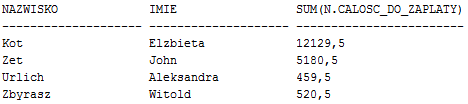 NAZWISKO IMIE SUM(N.CALOSC_DO_ZAPLATY)
-------------------- -------------------- ------------------------
Kot Elzbieta 12129,5
Zet John 5180,5
Urlich Aleksandra 459,5
Zbyrasz Witold 520,5